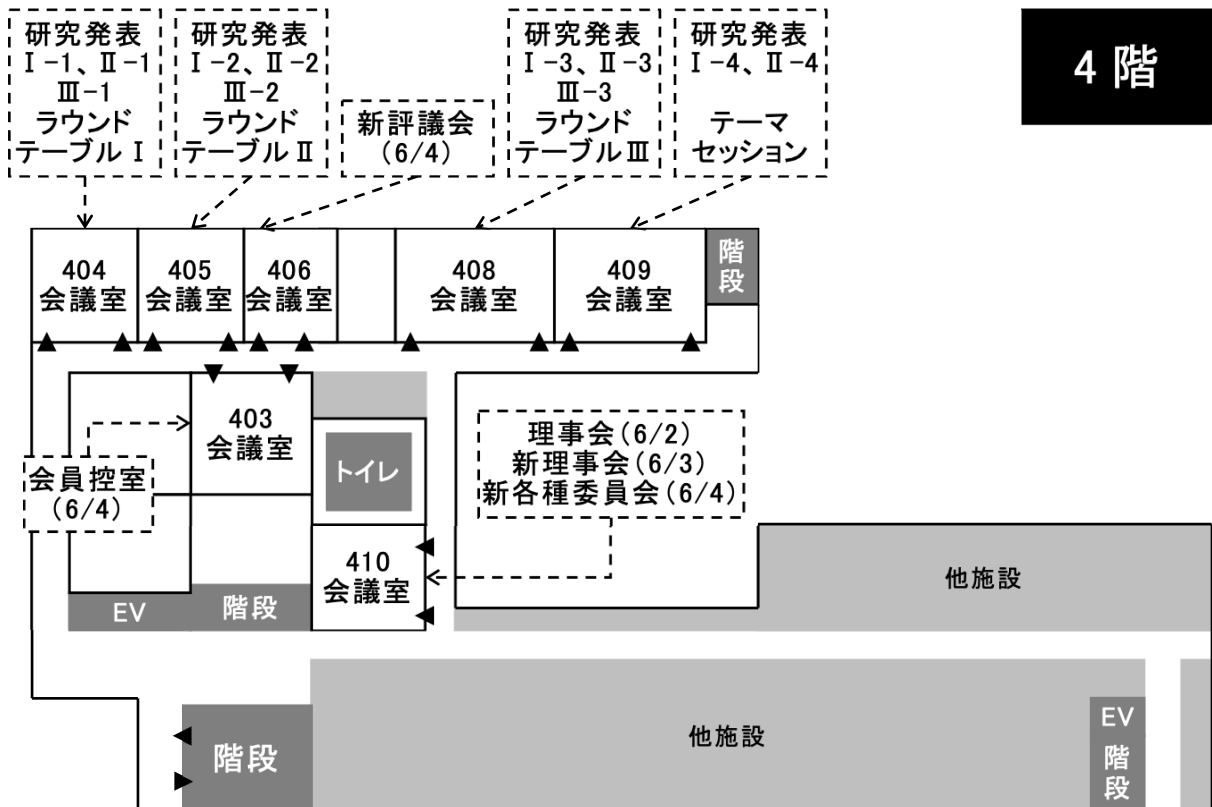 研究発表
Ⅰ-1、Ⅱ-1
Ⅲ-1
ラウンド
テーブルⅠ
研究発表
Ⅰ-2、Ⅱ-2
Ⅲ-2
ラウンド
テーブルⅡ
新評議会
(6/4)
研究発表
Ⅰ-3、Ⅱ-3
Ⅲ-3
ラウンド
テーブルⅢ
研究発表
Ⅰ-4、Ⅱ-4
テーマ
セッション
4階
404
会議室
405
会議室
406
会議室
408
会議室
409
会議室
階
段
403
会議室
トイレ
会員控室
(6/4)
理事会(6/2)
新理事会(6/3)
新各種委員会(6/4)
410
会議室
EV
階段
他施設
階段
他施設
EV
階
段